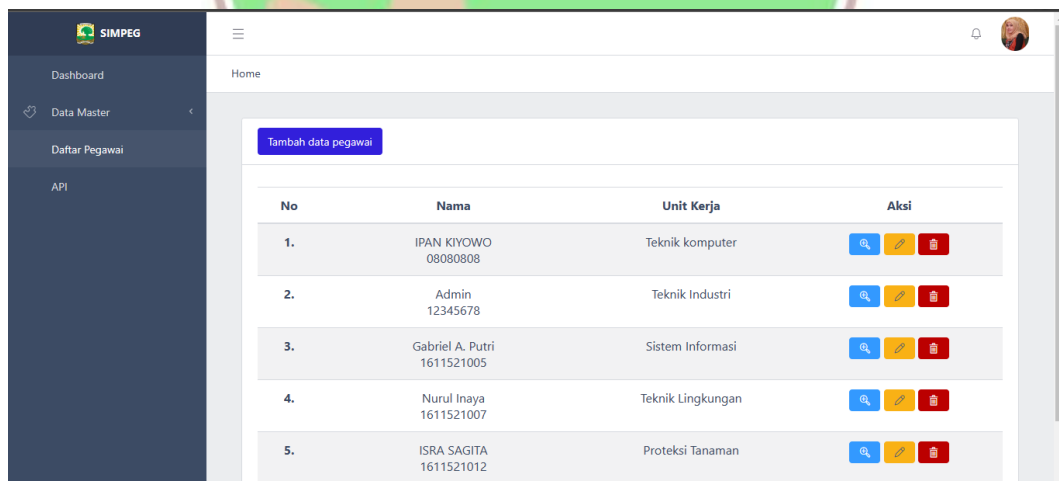 SIMPEG
Home
Dashboard
Data Master
Daftar Pegawai
API
Tambah data pegawai
No Nama Unit Kerja Aksi
1. IPAN KIYOWO Teknik komputer
08080808
2. Admin Teknik Industri
12345678
3. Gabriel A. Putri Sistem Informasi
1611521005
4. Nurul Inaya Teknik Lingkungan
1611521007
5. ISRA SAGITA Proteksi Tanaman
1611521012